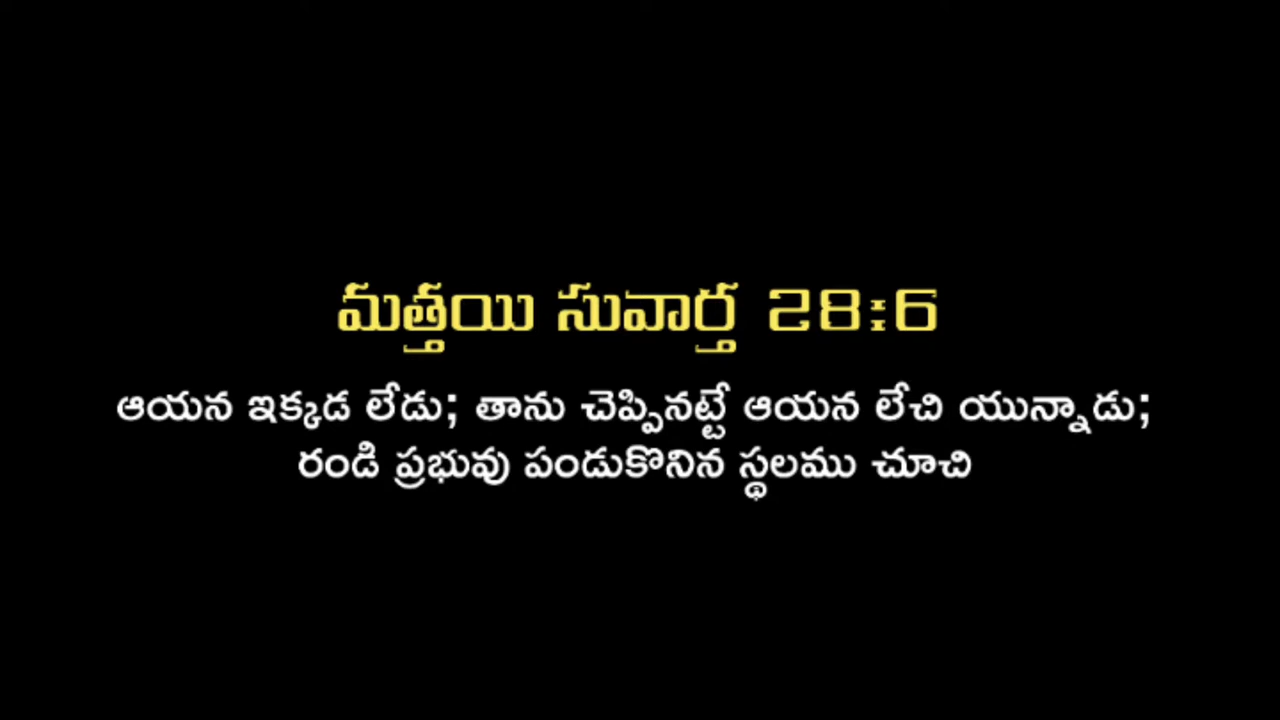 మత్తయి సువార్త 28:6
ఆయన ఇక్కడ లేడు; తాను చెప్పినట్టే ఆయన లేచి యున్నాడు;
రండి ప్రభువు పండుకొనిన స్థలము చూచి